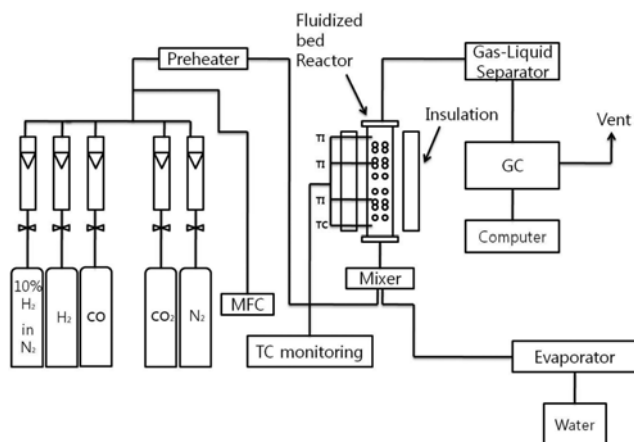 Fluidized
bed
Reactor
Preheater
Gas-Liquid
Separator
Insulation
Vent
TI
TI
TI
TC
GC
Computer
Mixer
10%
H₂
in
N₂
H₂
CO
CO₂
N₂
MFC
TC monitoring
Evaporator
Water